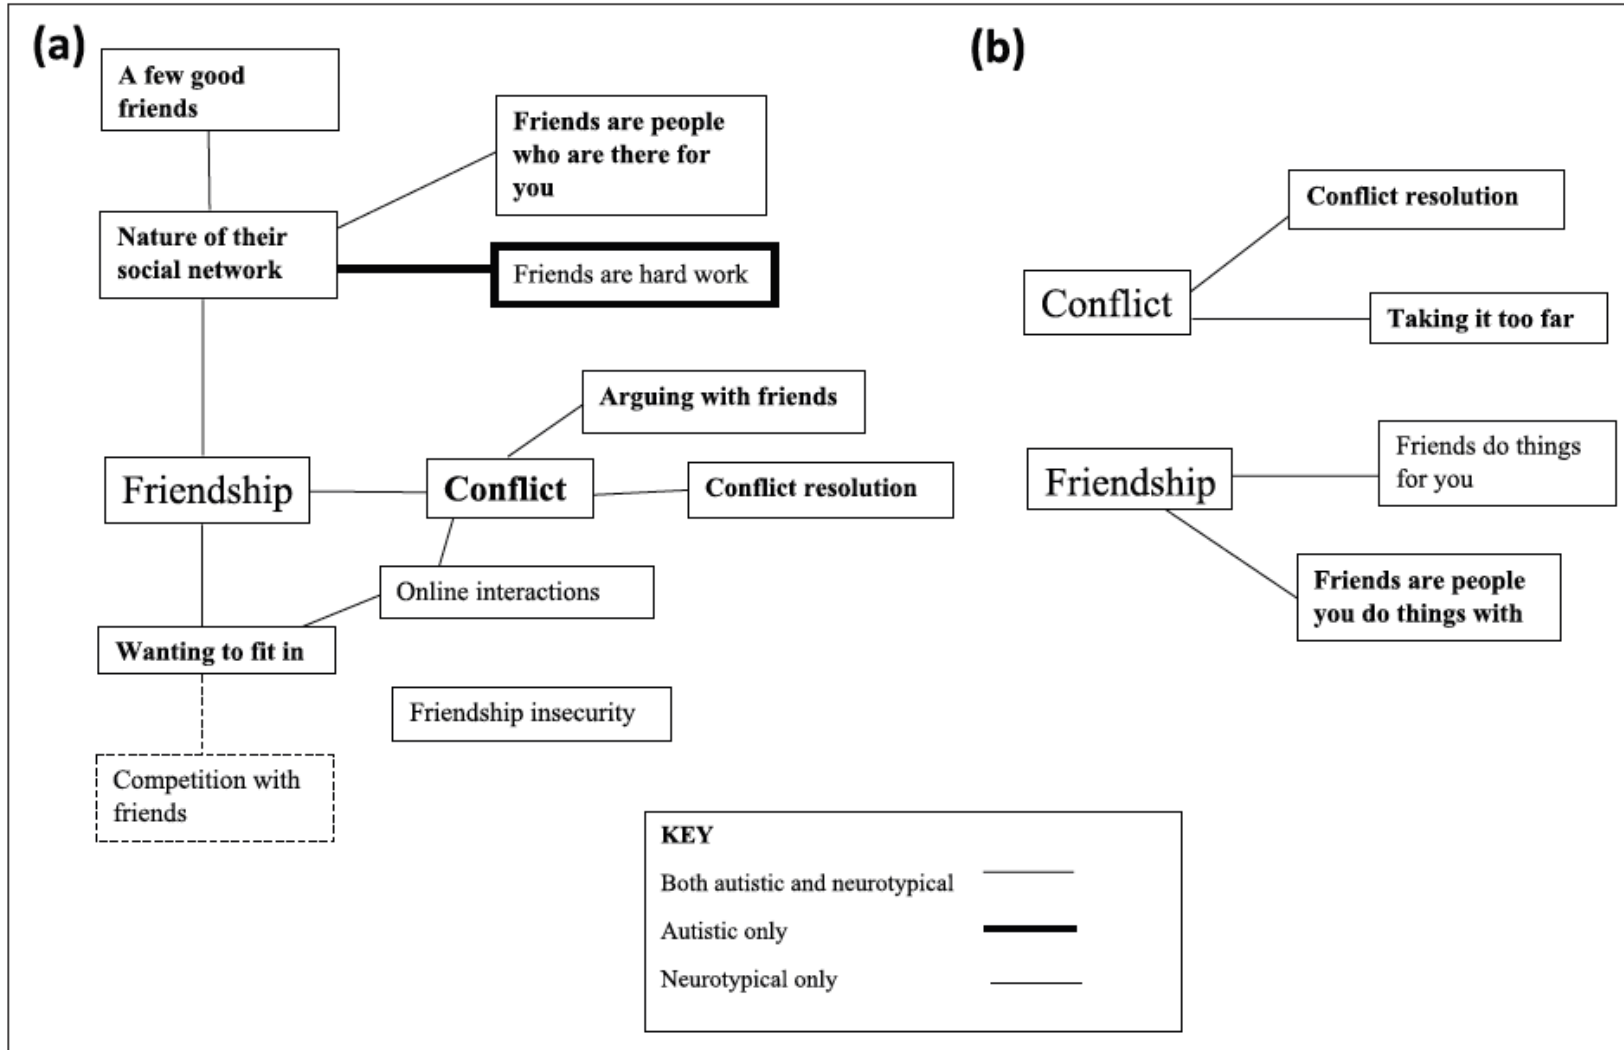 (a)
A few good
friends
Friends are people
who are there for
you
Nature of their
social network
Friends are hard work
Arguing with friends
Friendship
Conflict
Conflict resolution
Online interactions
Wanting to fit in
Friendship insecurity
Competition with
friends
(b)
Conflict resolution
Conflict
Taking it too far
Friends do things
for you
Friendship
Friends are people
you do things with
KEY
Both autistic and neurotypical
Autistic only
Neurotypical only